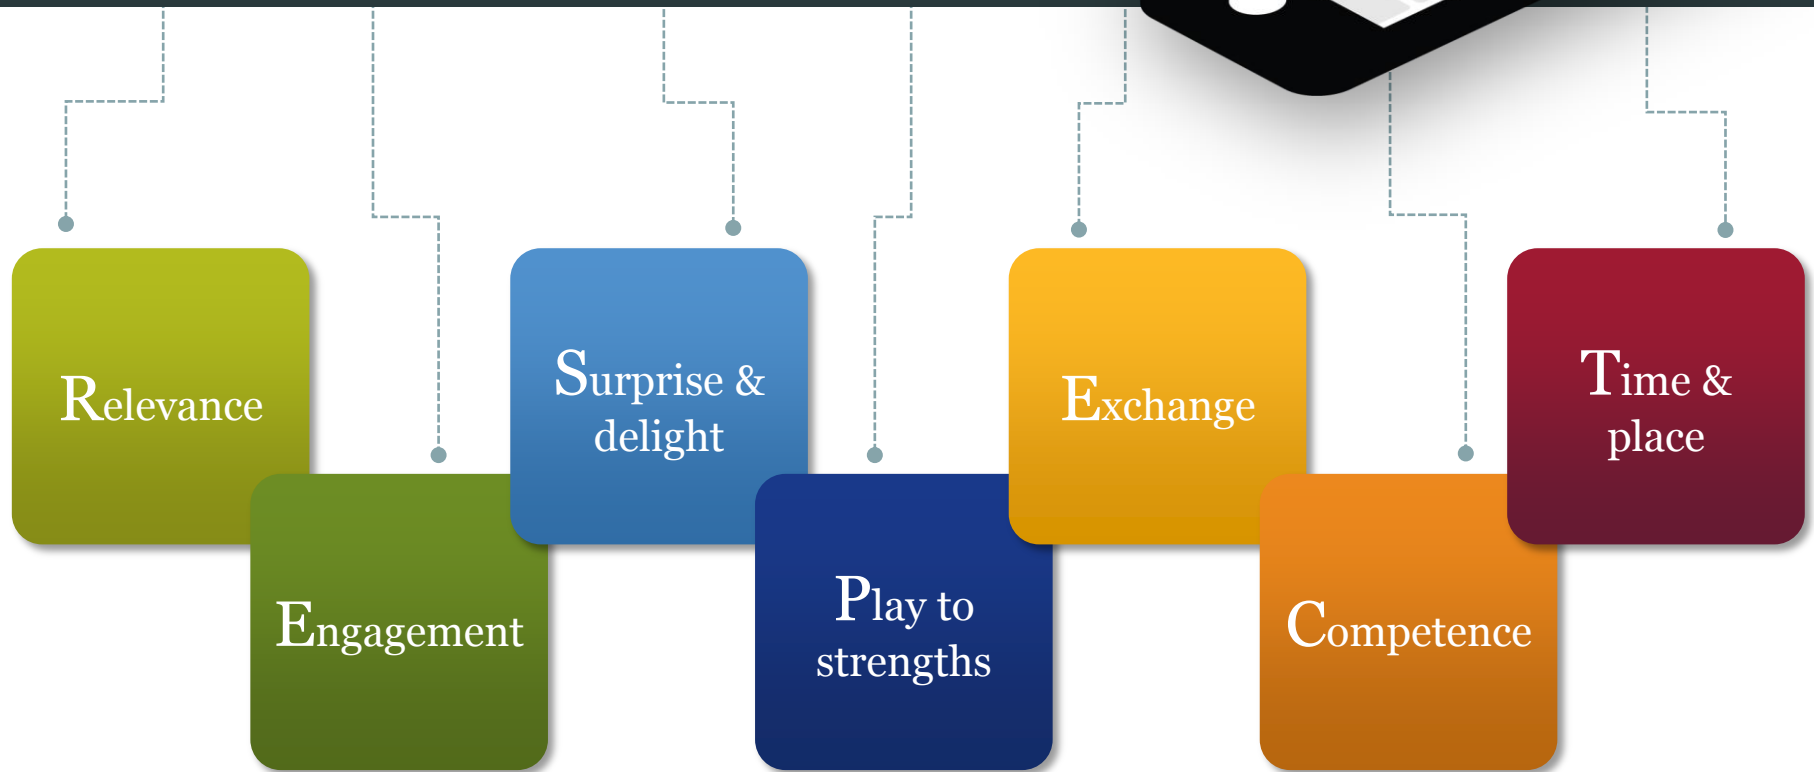 Relevance
Engagement
Surprise &
delight
Play to
strengths
Exchange
Competence
Time &
place